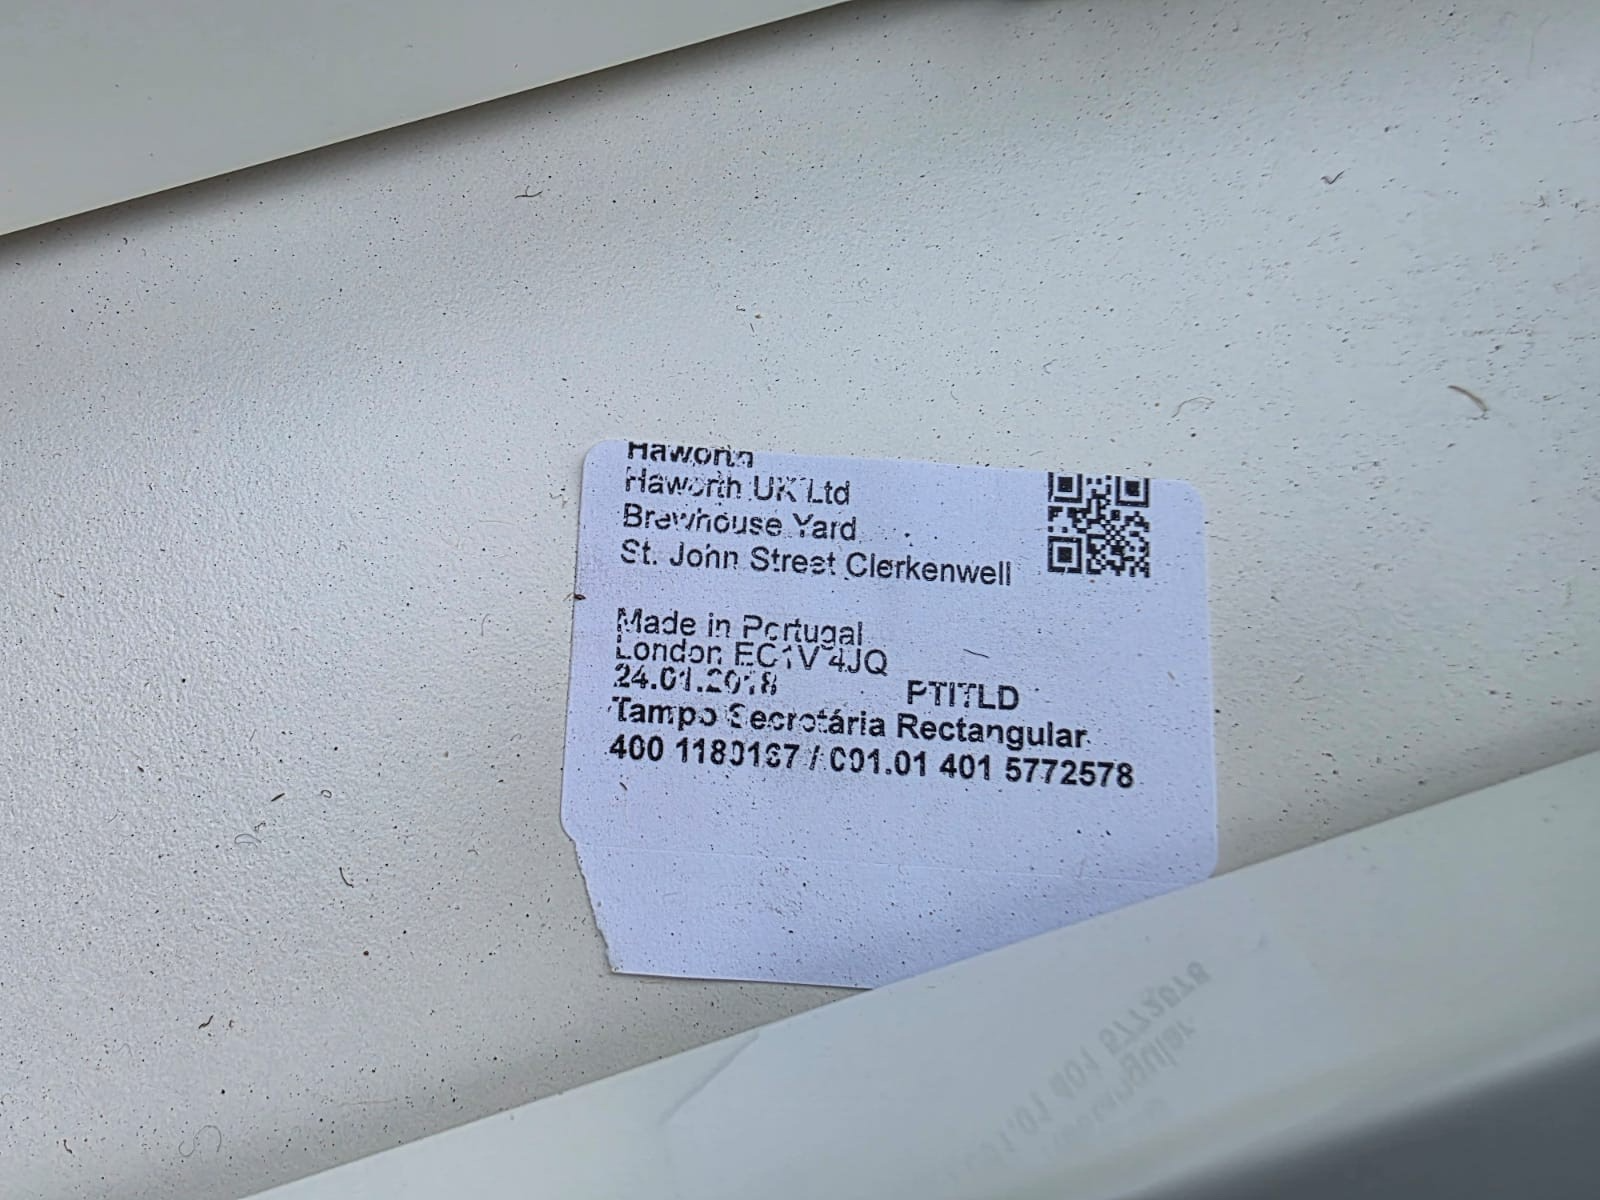 Haworth
Haworth UK Ltd
Brewhouse Yard
St. John Street Clerkenwell
Made in Portugal
London EC1V 4JQ
24.01.2018 PTITLD
Tampo Secretária Rectangular
400 1180187 / C01.01 401 5772578